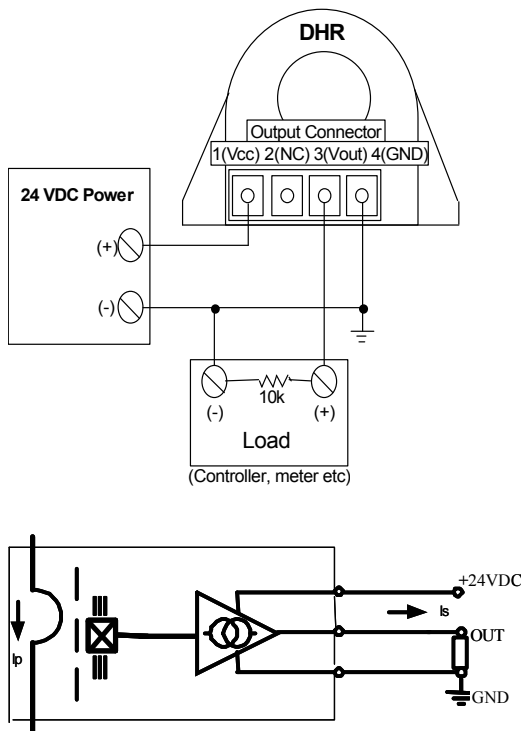 DHR
Output Connector
1(Vcc) 2(NC) 3(Vout) 4(GND)
24 VDC Power
(+)
(-)
10k
(-) (+)
Load
(Controller, meter etc)
+24VDC
Is
OUT
Ip
GND